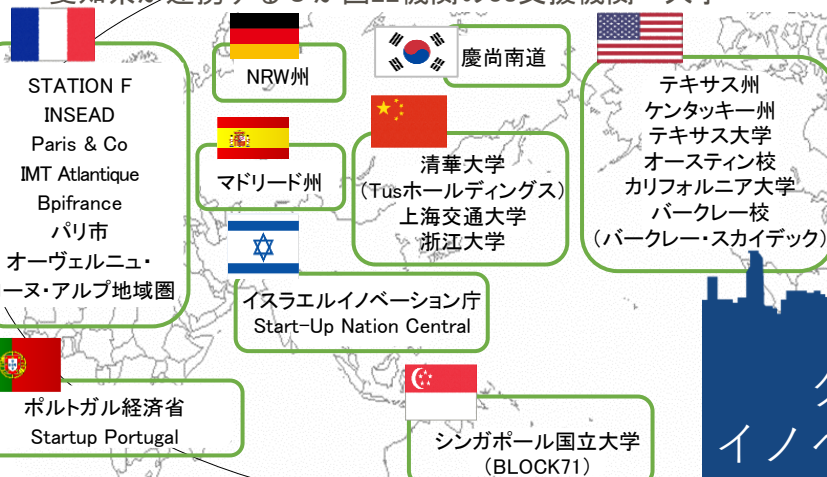 STATION F
INSEAD
Paris & Co
IMT Atlantique
Bpifrance
パリ市
オーヴェルニュ・
ーヌ・アルプ地域圏
NRW州
慶尚南道
マドリード州
清華大学
(Tusホールディングス)
上海交通大学
浙江大学
テキサス州
ケンタッキー州
テキサス大学
オースティン校
カリフォルニア大学
バークレー校
(バークレー・スカイデック)
イスラエルイノベーション庁
Start-Up Nation Central
ポルトガル経済省
Startup Portugal
シンガポール国立大学
(BLOCK71)
イノ